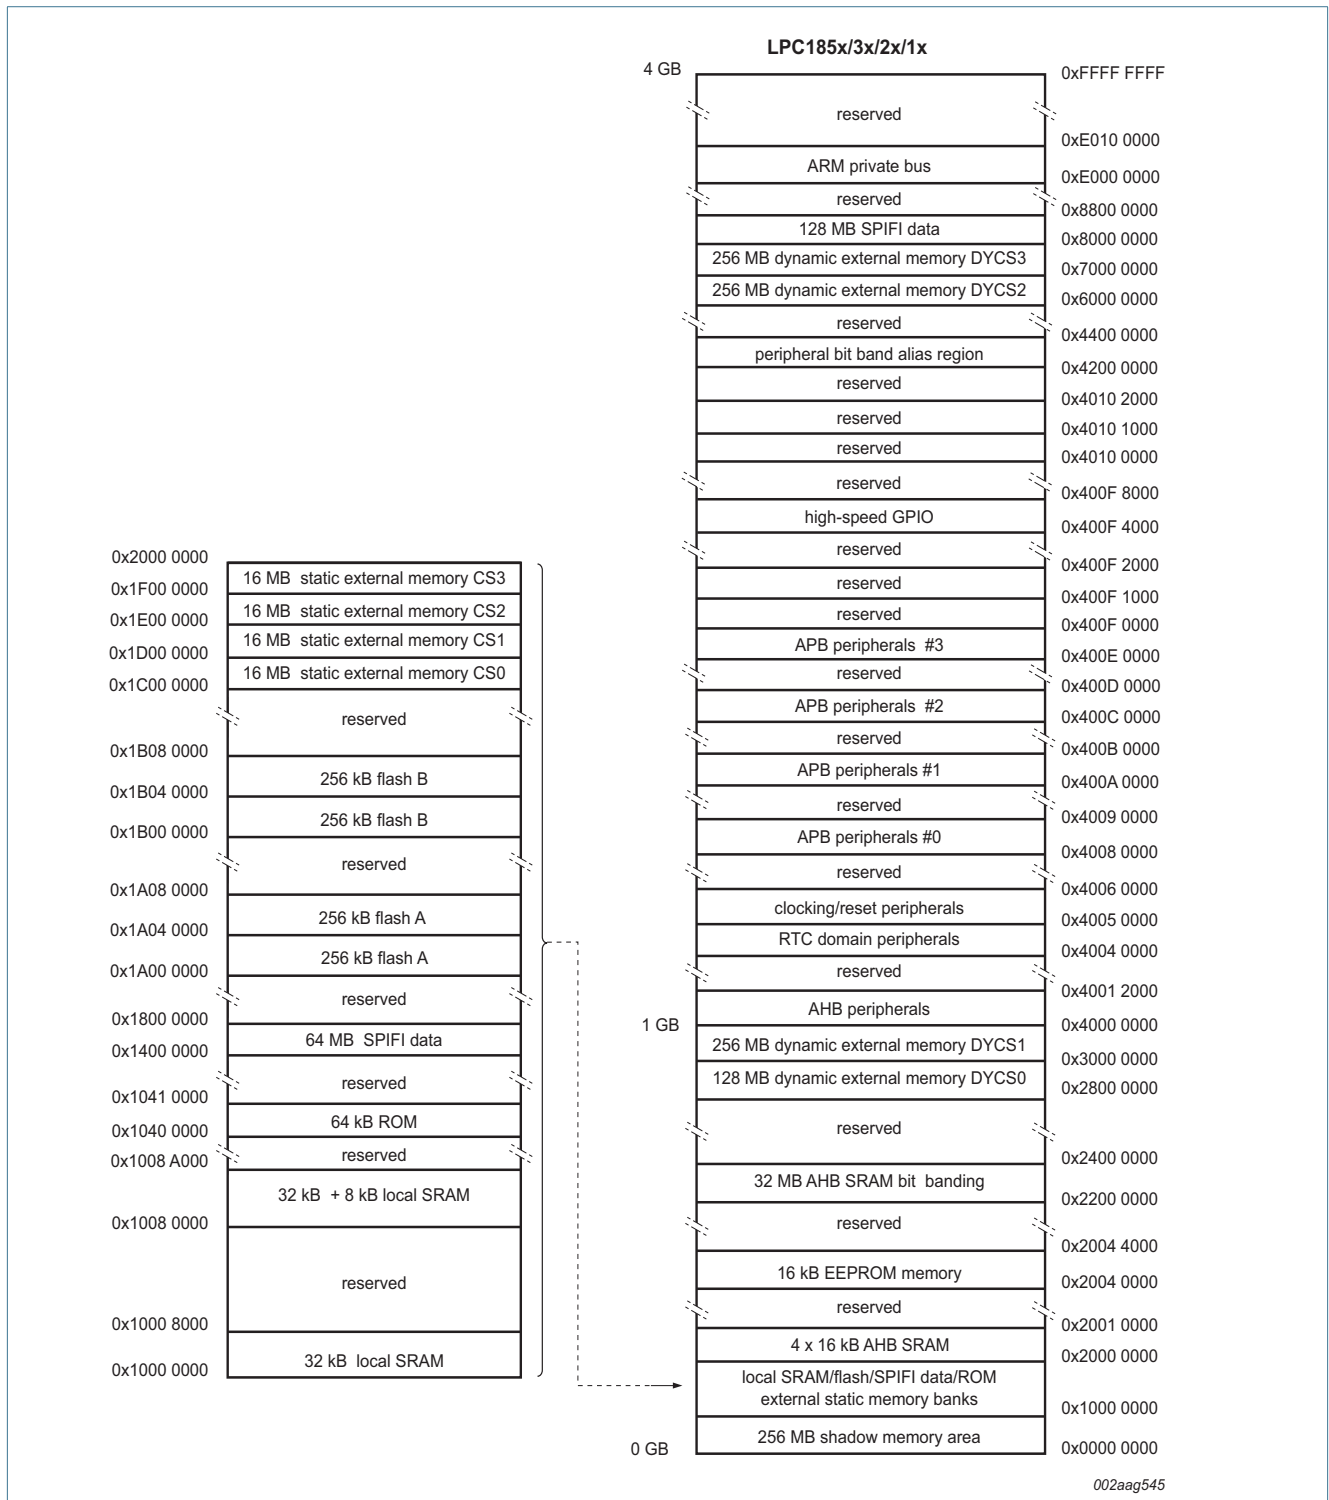 LPC185x/3x/2x/1x
4 GB
0xFFFF FFFF
reserved
0xE010 0000
ARM private bus
0xE000 0000
reserved
0x8800 0000
128 MB SPIFI data
0x8000 0000
256 MB dynamic external memory DYCS3
0x7000 0000
256 MB dynamic external memory DYCS2
0x6000 0000
reserved
0x4400 0000
peripheral bit band alias region
0x4200 0000
reserved
0x4010 2000
reserved
0x4010 1000
reserved
0x4010 0000
reserved
0x400F 8000
high-speed GPIO
0x400F 4000
reserved
0x400F 2000
reserved
0x400F 1000
reserved
0x400F 0000
APB peripherals #3
0x400E 0000
reserved
0x400D 0000
APB peripherals #2
0x400C 0000
reserved
0x400B 0000
APB peripherals #1
0x400A 0000
reserved
0x4009 0000
APB peripherals #0
0x4008 0000
reserved
0x4006 0000
clocking/reset peripherals
0x4005 0000
RTC domain peripherals
0x4004 0000
reserved
0x4001 2000
AHB peripherals
1 GB
0x4000 0000
256 MB dynamic external memory DYCS1
0x3000 0000
128 MB dynamic external memory DYCS0
0x2800 0000
reserved
0x2400 0000
32 MB AHB SRAM bit banding
0x2200 0000
reserved
0x2004 4000
16 kB EEPROM memory
0x2004 0000
reserved
0x2001 0000
4 x 16 kB AHB SRAM
0x2000 0000
local SRAM/flash/SPIFI data/ROM
external static memory banks
0x1000 0000
256 MB shadow memory area
0 GB
0x0000 0000
0x2000 0000
16 MB static external memory CS3
0x1F00 0000
16 MB static external memory CS2
0x1E00 0000
16 MB static external memory CS1
0x1D00 0000
16 MB static external memory CS0
0x1C00 0000
reserved
0x1B08 0000
256 kB flash B
0x1B04 0000
256 kB flash B
0x1B00 0000
reserved
0x1A08 0000
256 kB flash A
0x1A04 0000
256 kB flash A
0x1A00 0000
reserved
0x1800 0000
64 MB SPIFI data
0x1400 0000
reserved
0x1041 0000
64 kB ROM
0x1040 0000
reserved
0x1008 A000
32 kB + 8 kB local SRAM
0x1008 0000
reserved
0x1000 8000
32 kB local SRAM
0x1000 0000
002aag545